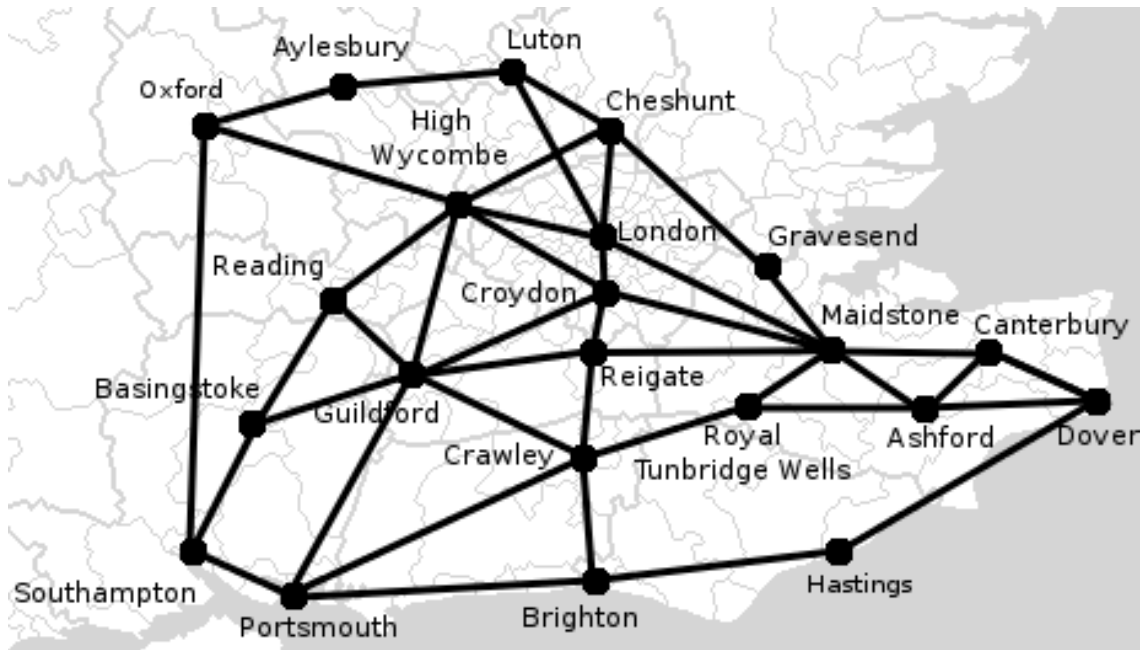 Luton
Aylesbury
Oxford
Cheshunt
High
Wycombe
London
Gravesend
Reading
Croydon
Maidstone
Canterbury
Reigate
Basingstoke
Guildford
Royal
Tunbridge Wells
Ashford
Dover
Crawley
Hastings
Southampton
Brighton
Portsmouth